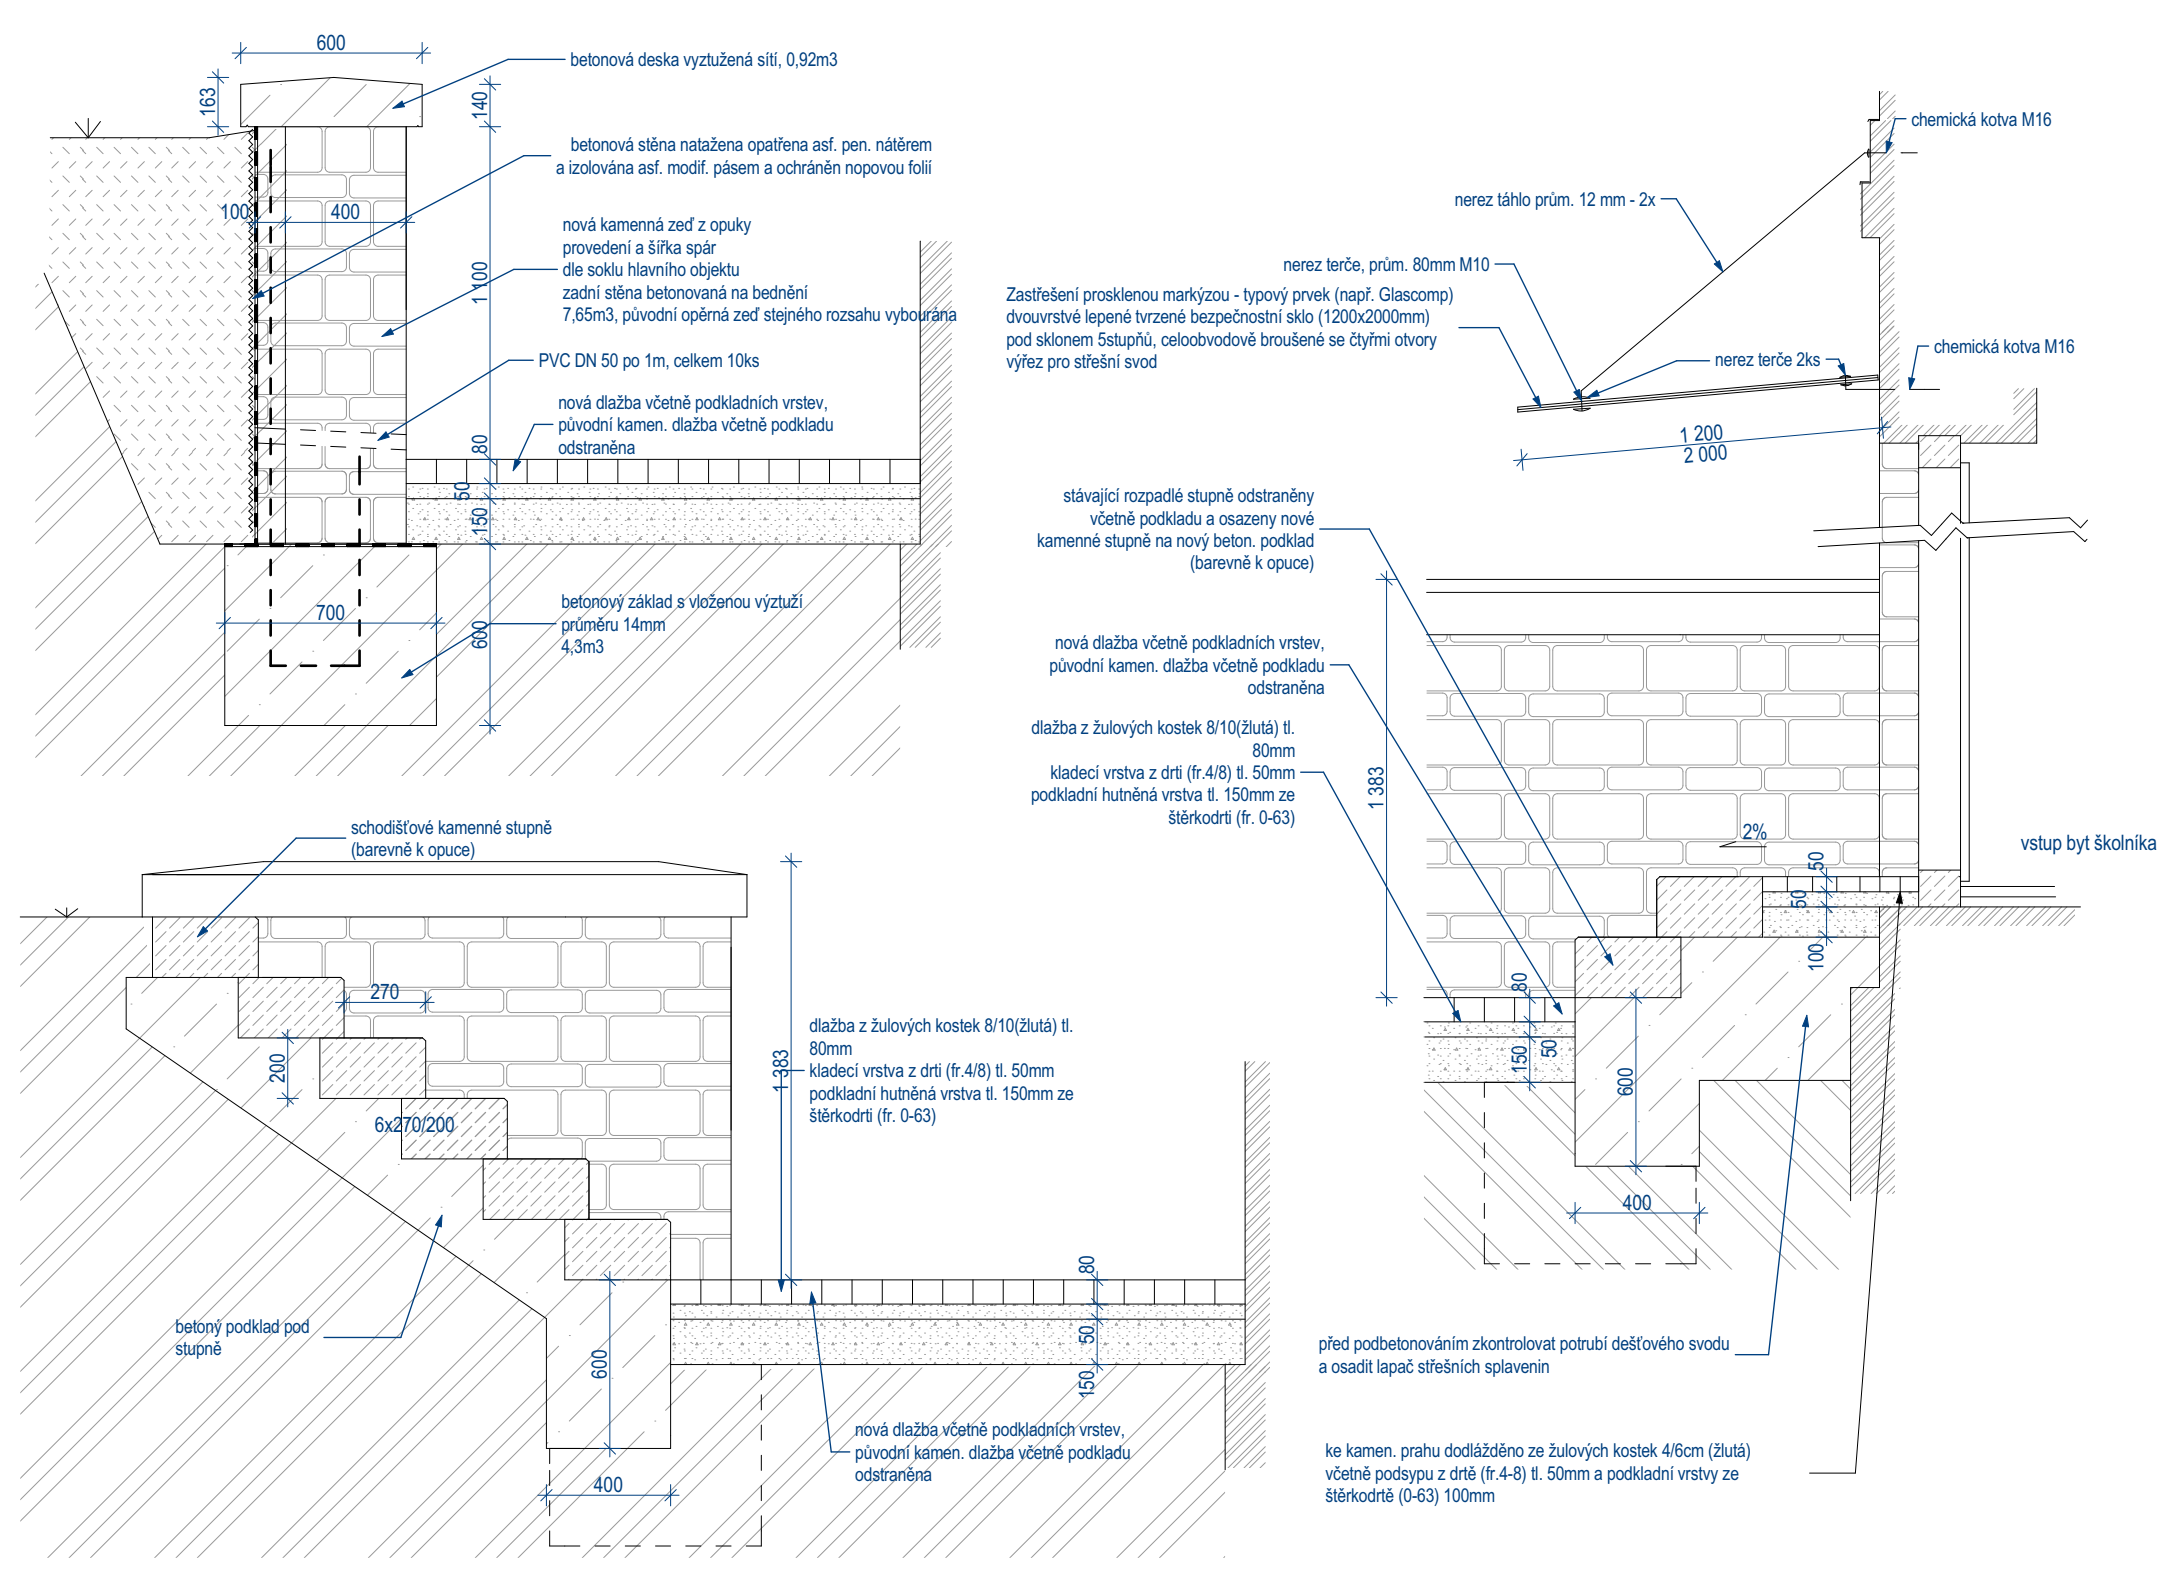 600
betonová deska vyztužená sítí, 0,92m3
163
140
betonová stěna natažena opatřena asf. pen. nátěrem
a izolována asf. modif. pásem a ochráněn nopovou folií
100
400
nová kamenná zeď z opuky
provedení a šířka spár
dle soklu hlavního objektu
zadní stěna betonovaná na bednění
7,65m3, původní opěrná zeď stejného rozsahu vybourána
1 100
PVC DN 50 po 1m, celkem 10ks
nová dlažba včetně podkladních vrstev,
původní kamen. dlažba včetně podkladu
odstraněna
80
50
150
betonový základ s vloženou výztuží
průměru 14mm
4,3m3
700
600
chemická kotva M16
nerez táhlo prům. 12 mm - 2x
nerez terče, prům. 80mm M10
Zastřešení prosklenou markýzou - typový prvek (např. Glascomp)
dvouvrstvé lepené tvrzené bezpečnostní sklo (1200x2000mm)
pod sklonem 5stupňů, celoobvodově broušené se čtyřmi otvory
výřez pro střešní svod
nerez terče 2ks
chemická kotva M16
1 200
2 000
stávající rozpadlé stupně odstraněny
včetně podkladu a osazeny nové
kamenné stupně na nový beton. podklad
(barevně k opuce)
nová dlažba včetně podkladních vrstev,
původní kamen. dlažba včetně podkladu
odstraněna
dlažba z žulových kostek 8/10(žlutá) tl.
80mm
kladecí vrstva z drti (fr.4/8) tl. 50mm
podkladní hutněná vrstva tl. 150mm ze
štěrkodrti (fr. 0-63)
1 383
2%
vstup byt školníka
50
50
100
80
150
50
600
400
před podbetonováním zkontrolovat potrubí dešťového svodu
a osadit lapač střešních splavenin
ke kamen. prahu dodlážděno ze žulových kostek 4/6cm (žlutá)
včetně podsypu z drtě (fr.4-8) tl. 50mm a podkladní vrstvy ze
štěrkodrtě (0-63) 100mm
schodišťové kamenné stupně
(barevně k opuce)
270
200
6x270/200
1 383
dlažba z žulových kostek 8/10(žlutá) tl.
80mm
kladecí vrstva z drti (fr.4/8) tl. 50mm
podkladní hutněná vrstva tl. 150mm ze
štěrkodrti (fr. 0-63)
80
50
150
betoný podklad pod
stupně
600
400
nová dlažba včetně podkladních vrstev,
původní kamen. dlažba včetně podkladu
odstraněna